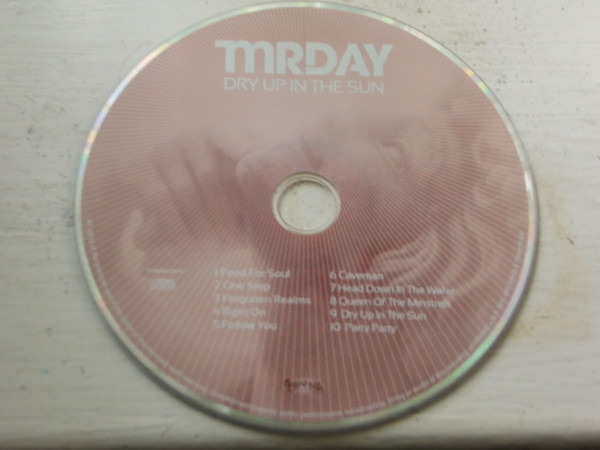 MRDAY
DRY UP IN THE SUN
1 Food For Soul
2 One Step
3 Forgotten Realms
4 Right On
5 Follow You
6 Caveman
7 Head Down In The Water
8 Queen Of The Minstrels
9 Dry Up In The Sun
10 Party Party